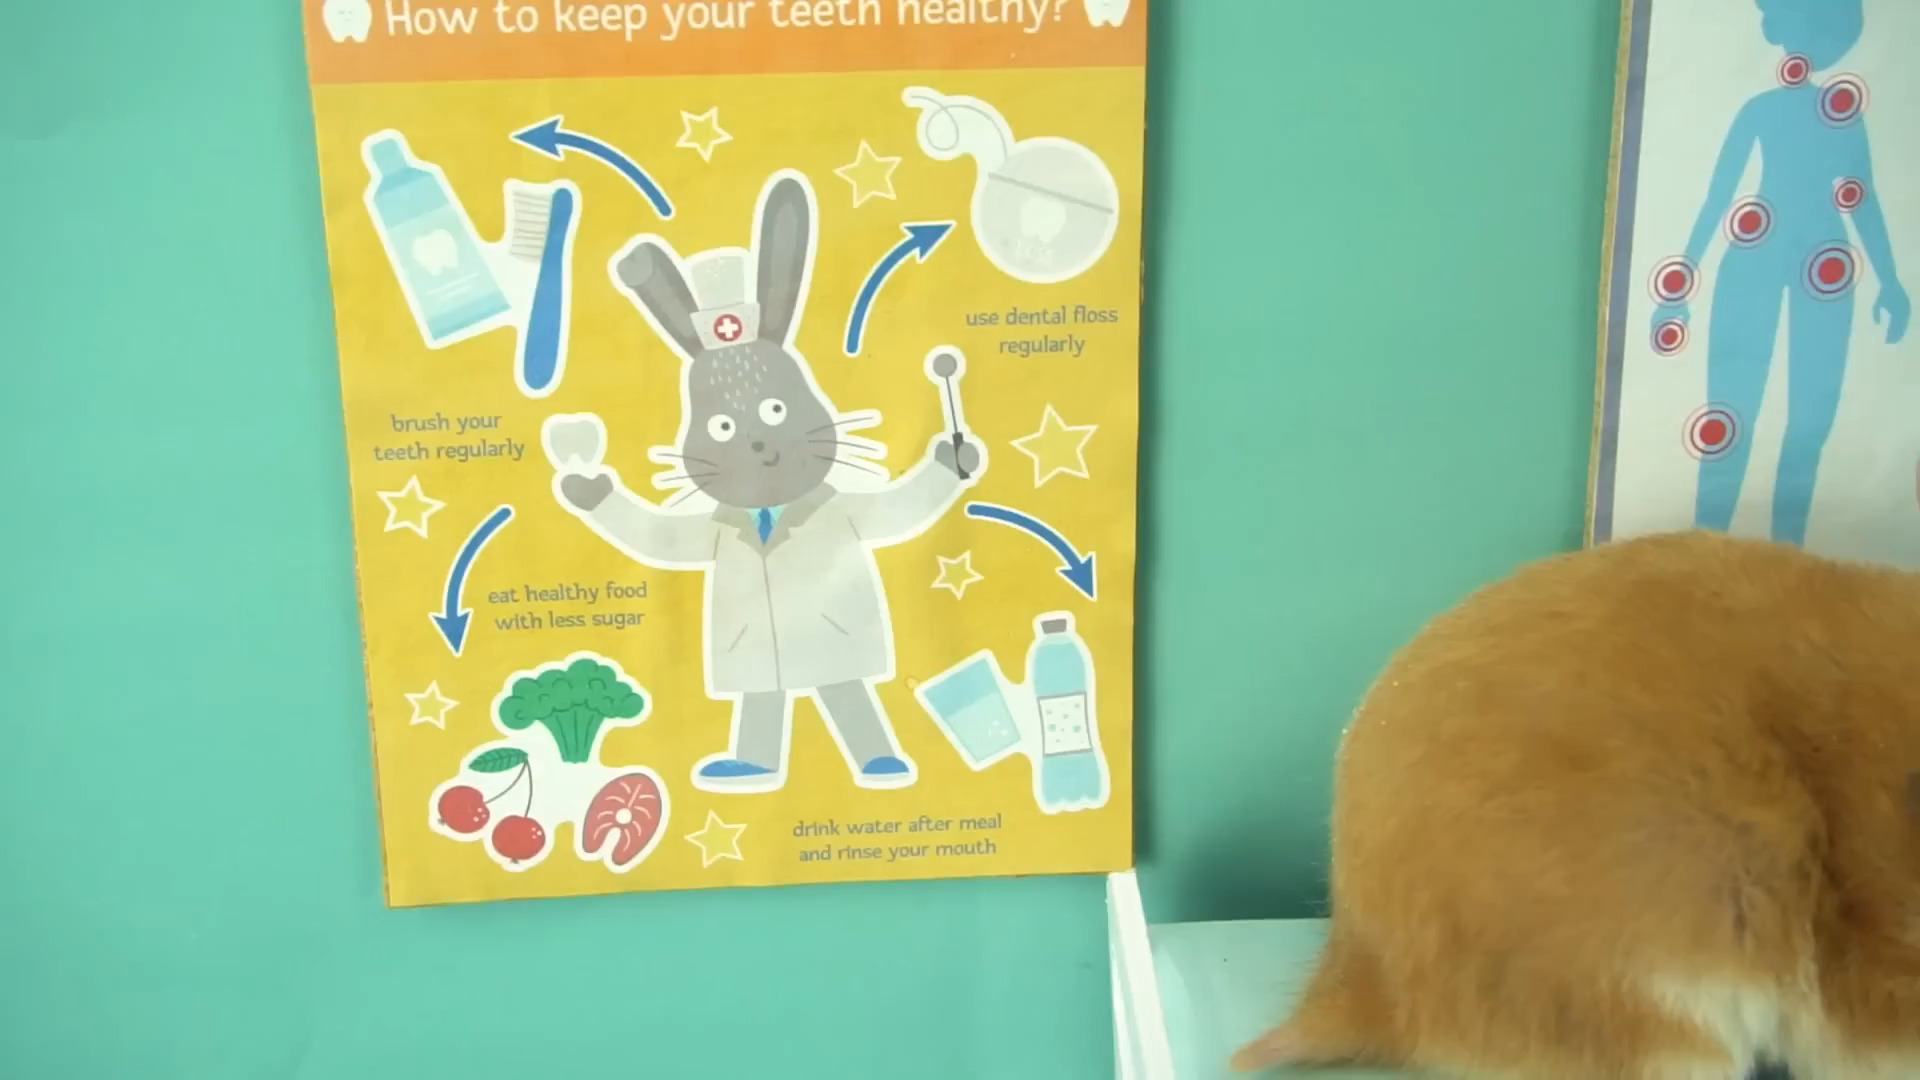 How to keep your teeth healthy?
use dental floss
regularly
brush your
teeth regularly
eat healthy food
with less sugar
drink water after meal
and rinse your mouth